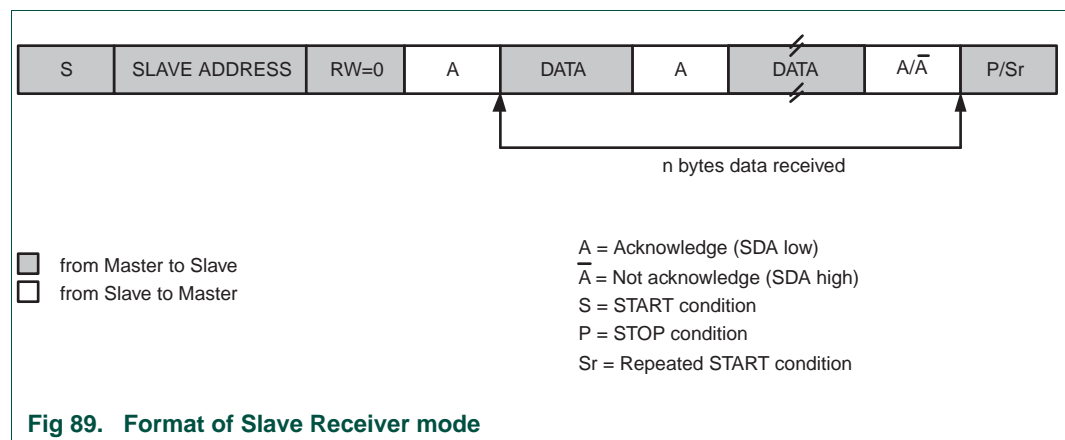 S SLAVE ADDRESS RW=0 A DATA A DATA A/A̅ P/Sr
n bytes data received
from Master to Slave
from Slave to Master
A = Acknowledge (SDA low)
A̅ = Not acknowledge (SDA high)
S = START condition
P = STOP condition
Sr = Repeated START condition
Fig 89. Format of Slave Receiver mode